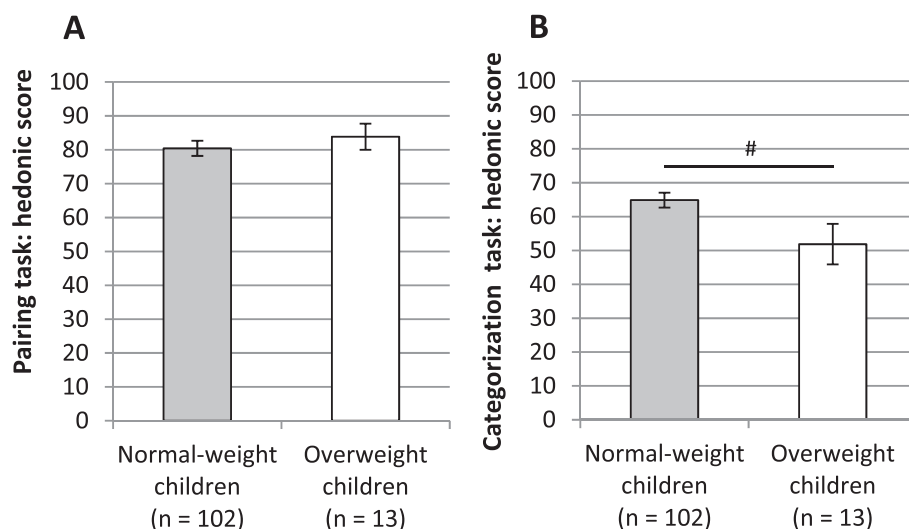 A
Pairing task: hedonic score
100
90
80
70
60
50
40
30
20
10
0
Normal-weight
children
(n = 102)
Overweight
children
(n = 13)
B
Categorization task: hedonic score
100
90
80
70
60
50
40
30
20
10
0
#
Normal-weight
children
(n = 102)
Overweight
children
(n = 13)